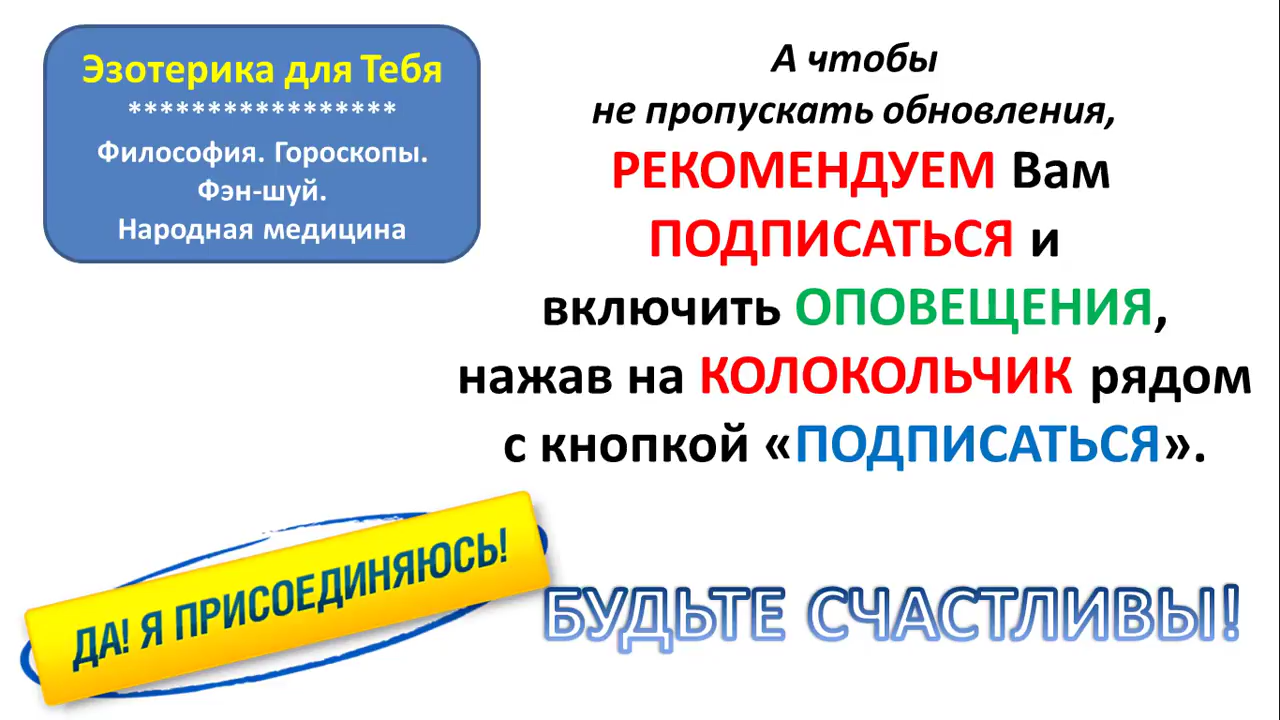 Эзотерика для Тебя
*****************
Философия. Гороскопы.
Фэн-шуй.
Народная медицина
А чтобы
не пропускать обновления,
РЕКОМЕНДУЕМ Вам
ПОДПИСАТЬСЯ и
включить ОПОВЕЩЕНИЯ,
нажав на КОЛОКОЛЬЧИК рядом
с кнопкой «ПОДПИСАТЬСЯ».
ДА! Я ПРИСОЕДИНЯЮСЬ!
БУДЬТЕ СЧАСТЛИВЫ!